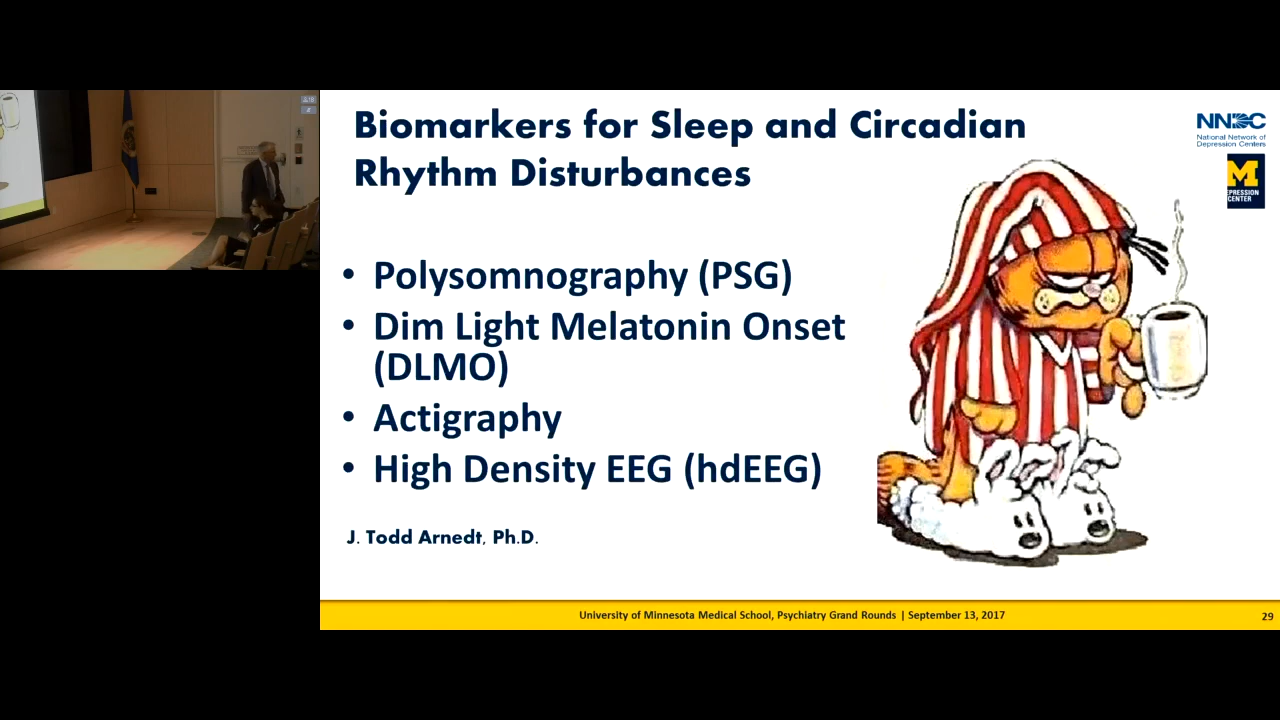 Biomarkers for Sleep and Circadian
Rhythm Disturbances
NNDC
National Network of
Depression Centers
M
EPRESSION
CENTER
• Polysomnography (PSG)
• Dim Light Melatonin Onset
(DLMO)
• Actigraphy
• High Density EEG (hdEEG)
J. Todd Arnedt, Ph.D.
University of Minnesota Medical School, Psychiatry Grand Rounds | September 13, 2017
29